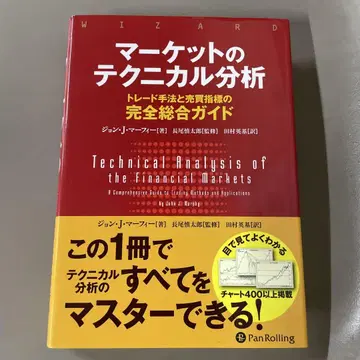 WIZARD
マーケットの
テクニカル分析
トレード手法と売買指標の
完全総合ガイド
ジョン・J・マーフィー[著] 長尾慎太郎[監修] 田村英基[訳]
Technical Analysis of
the Financial Markets
A Comprehensive Guide to Trading Methods and Applications
by John J. Murphy
ジョン・J・マーフィー[著] 長尾慎太郎[監修] 田村英基[訳]
この1冊で
テクニカル
分析の
すべてを
マスターできる!
目で見てよくわかる
チャート400以上掲載
PanRolling